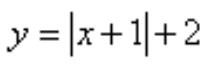 y = |x + 1| + 2